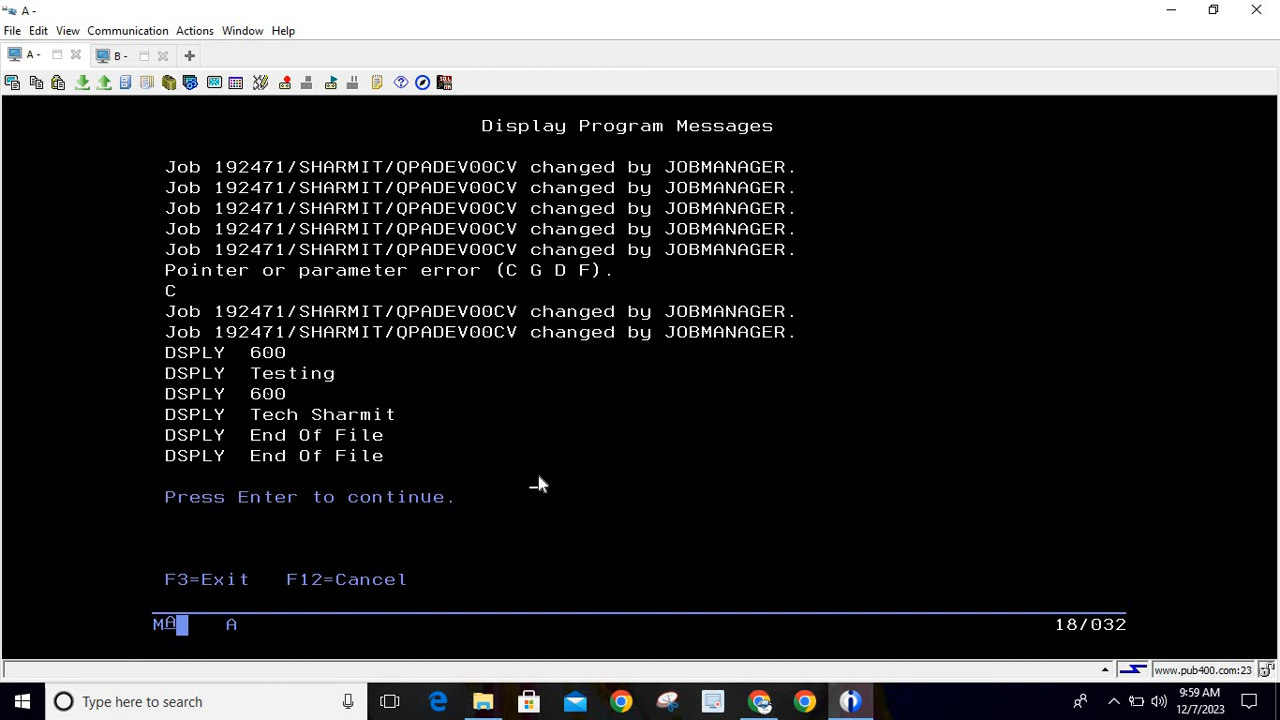 A -
File Edit View Communication Actions Window Help
A - B -
Display Program Messages
Job 192471/SHARMIT/QPADEV00CV changed by JOBMANAGER.
Job 192471/SHARMIT/QPADEV00CV changed by JOBMANAGER.
Job 192471/SHARMIT/QPADEV00CV changed by JOBMANAGER.
Job 192471/SHARMIT/QPADEV00CV changed by JOBMANAGER.
Job 192471/SHARMIT/QPADEV00CV changed by JOBMANAGER.
Pointer or parameter error (C G D F).
C
Job 192471/SHARMIT/QPADEV00CV changed by JOBMANAGER.
Job 192471/SHARMIT/QPADEV00CV changed by JOBMANAGER.
DSPLY 600
DSPLY Testing
DSPLY 600
DSPLY Tech Sharmit
DSPLY End Of File
DSPLY End Of File
Press Enter to continue.
F3=Exit F12=Cancel
MA A 18/032
www.pub400.com:23
Type here to search
9:59 AM
12/7/2023